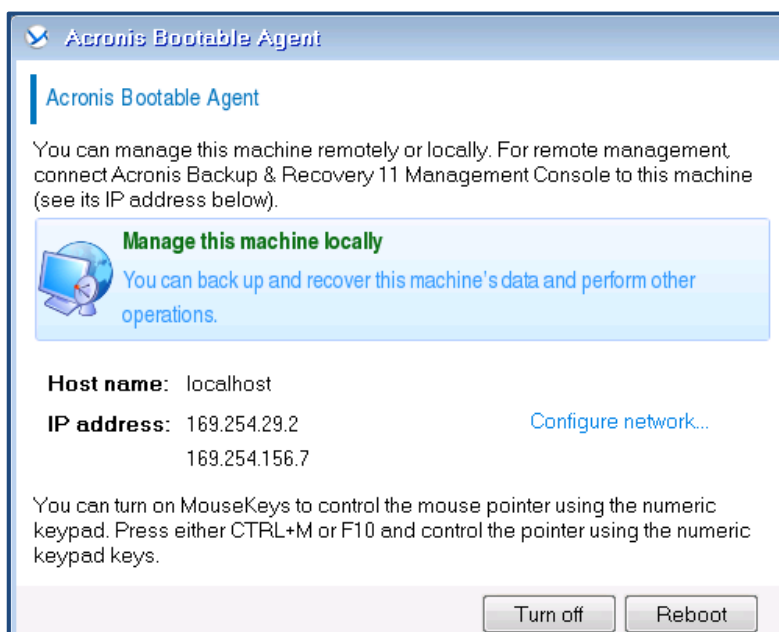 Acronis Bootable Agent
Acronis Bootable Agent
You can manage this machine remotely or locally. For remote management,
connect Acronis Backup & Recovery 11 Management Console to this machine
(see its IP address below).
Manage this machine locally
You can back up and recover this machine's data and perform other
operations.
Host name: localhost
IP address: 169.254.29.2 Configure network...
169.254.156.7
You can turn on MouseKeys to control the mouse pointer using the numeric
keypad. Press either CTRL+M or F10 and control the pointer using the numeric
keypad keys.
Turn off Reboot